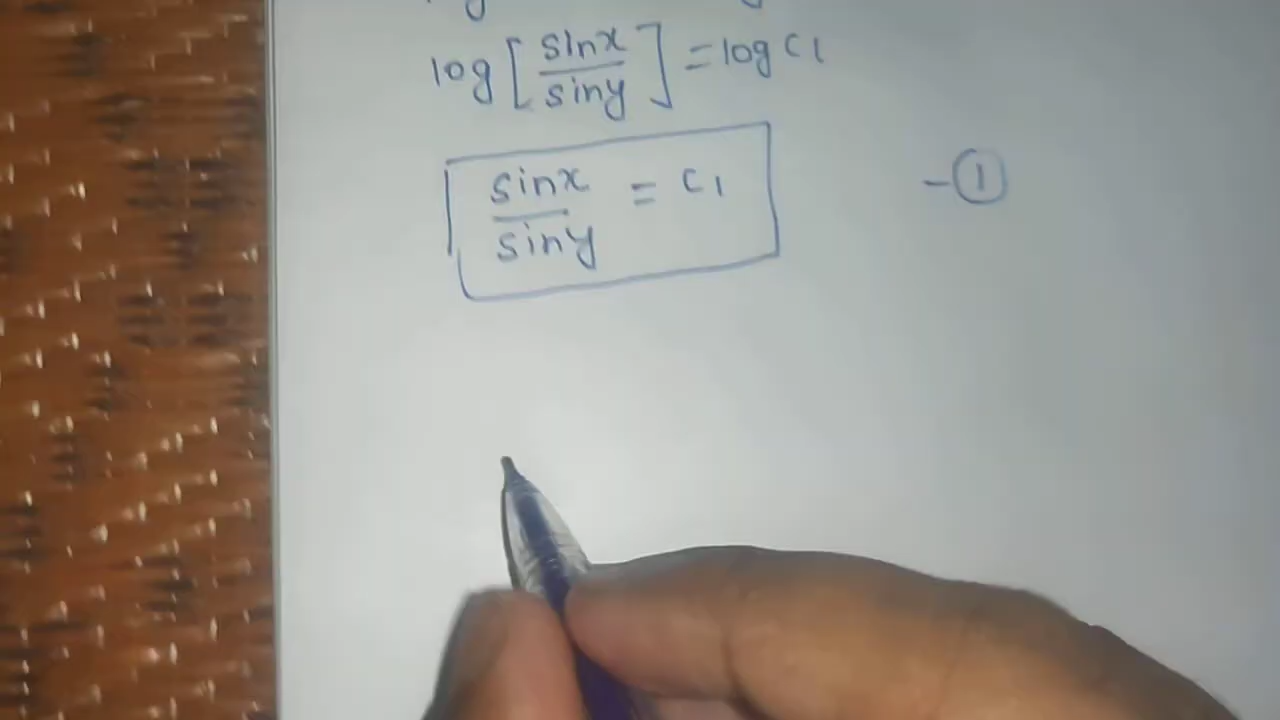 log [ sinx / siny ] = log c1
sinx / siny = c1 - ①